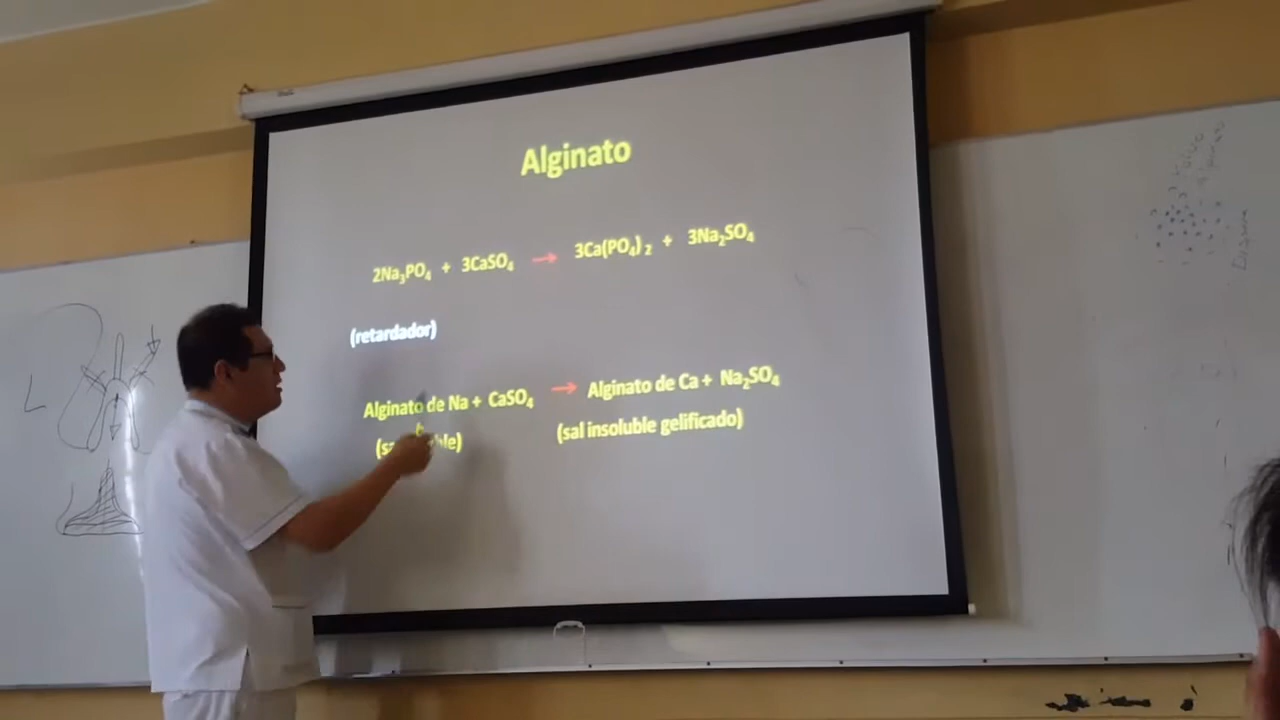 Alginato
2Na₃PO₄ + 3CaSO₄ → 3Ca(PO₄)₂ + 3Na₂SO₄
(retardador)
Alginato de Na + CaSO₄ → Alginato de Ca + Na₂SO₄
(sal insoluble gelificado)
L